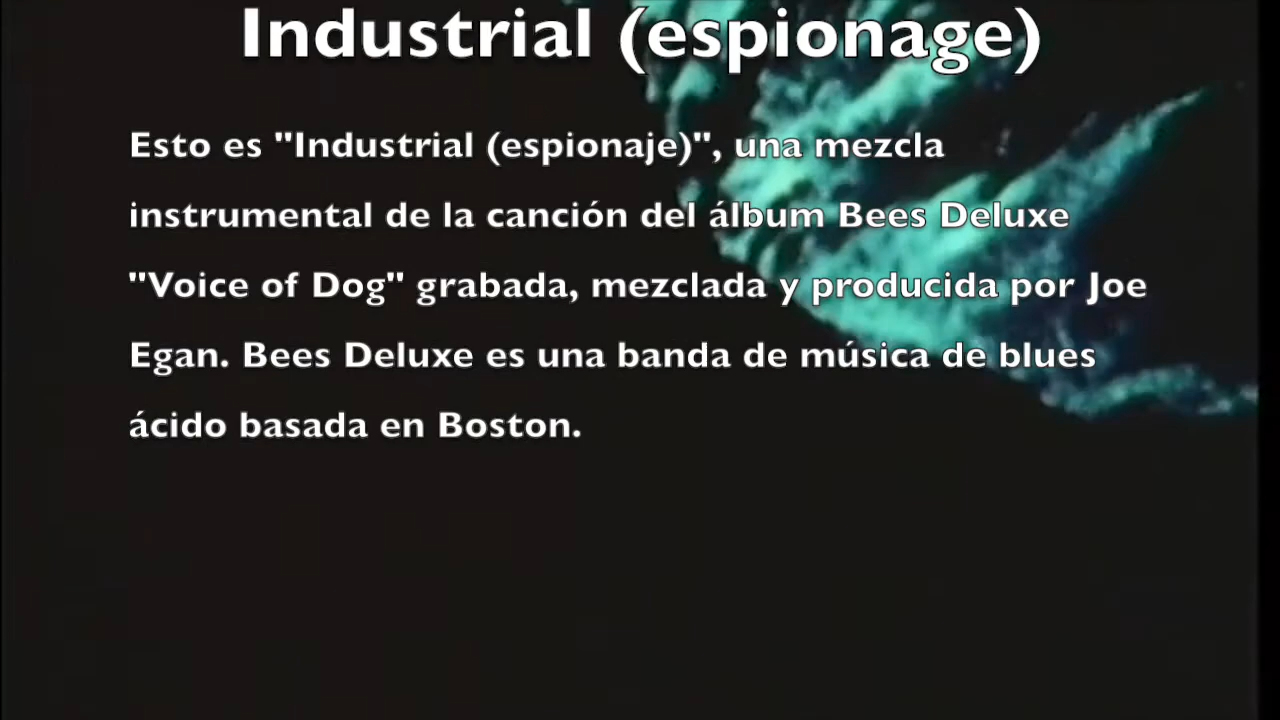 Industrial (espionage)
Esto es "Industrial (espionaje)", una mezcla
instrumental de la canción del álbum Bees Deluxe
"Voice of Dog" grabada, mezclada y producida por Joe
Egan. Bees Deluxe es una banda de música de blues
ácido basada en Boston.